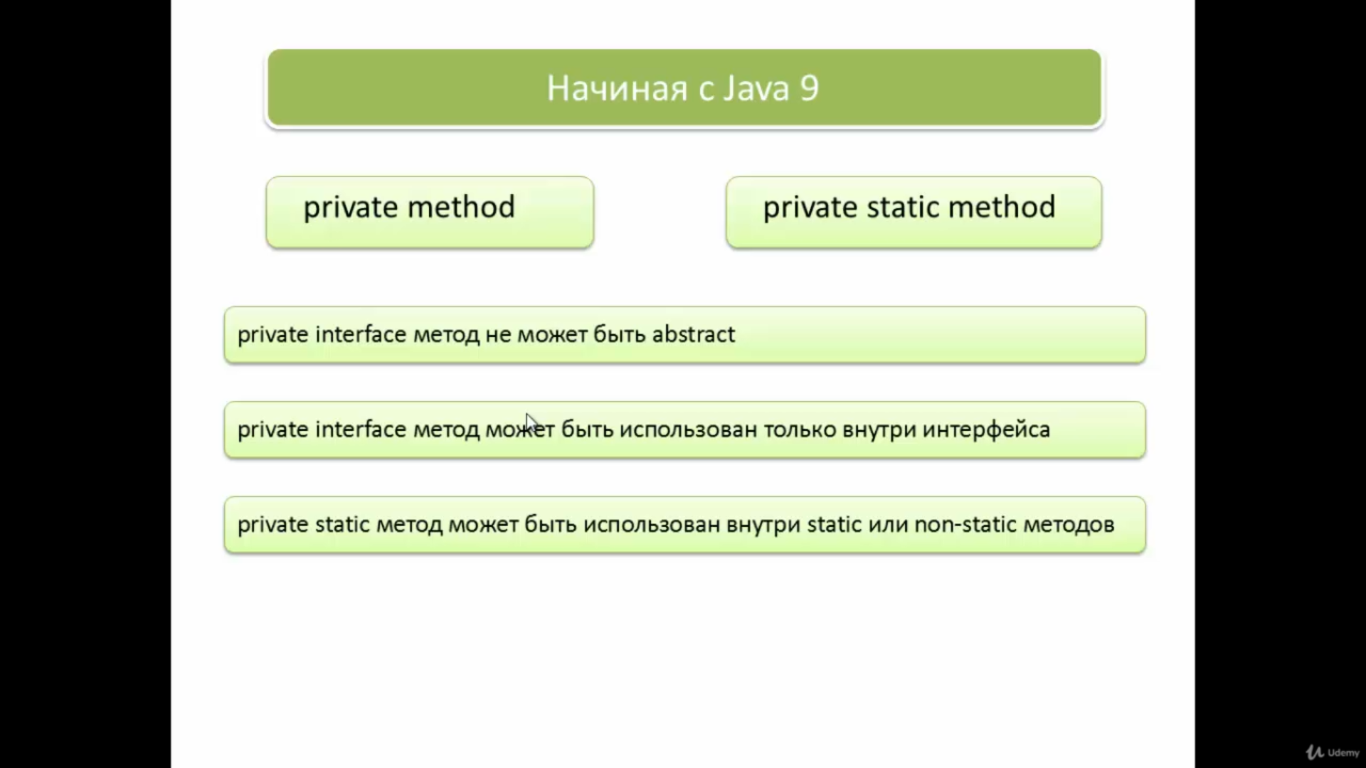 Начиная с Java 9
private method
private static method
private interface метод не может быть abstract
private interface метод может быть использован только внутри интерфейса
private static метод может быть использован внутри static или non-static методов
Udemy